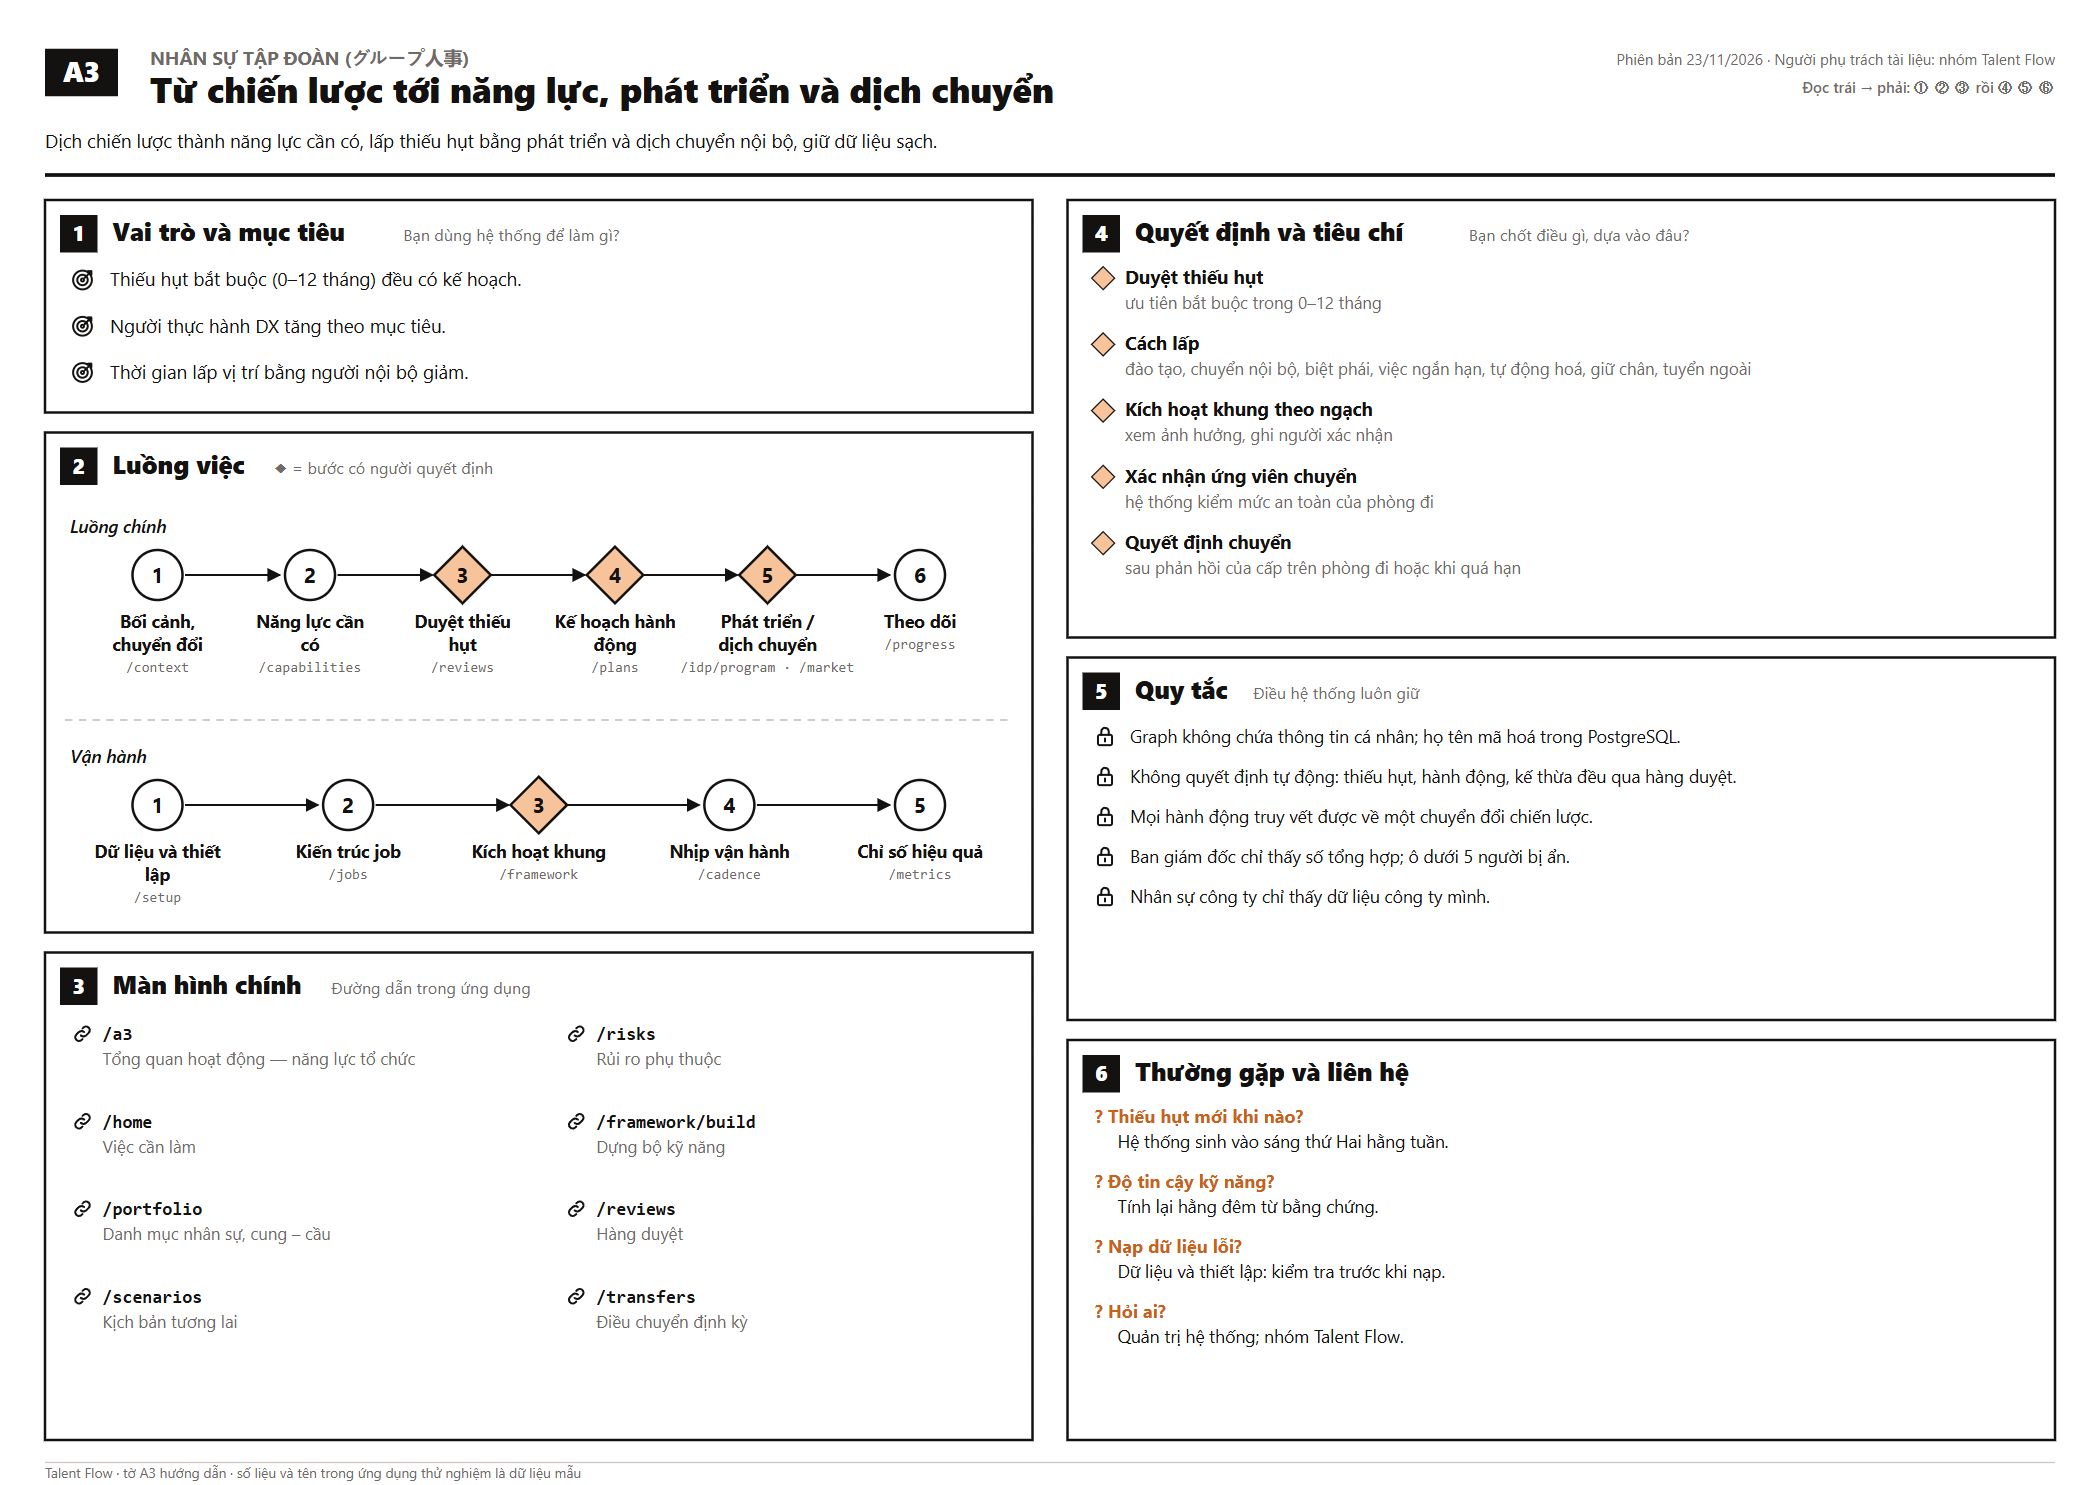 A3
NHÂN SỰ TẬP ĐOÀN (グループ人事)
Từ chiến lược tới năng lực, phát triển và dịch chuyển
Phiên bản 23/11/2026 · Người phụ trách tài liệu: nhóm Talent Flow
Đọc trái → phải: ① ② ③ rồi ④ ⑤ ⑥
Dịch chiến lược thành năng lực cần có, lấp thiếu hụt bằng phát triển và dịch chuyển nội bộ, giữ dữ liệu sạch.
1 Vai trò và mục tiêu Bạn dùng hệ thống để làm gì?
Thiếu hụt bắt buộc (0–12 tháng) đều có kế hoạch.
Người thực hành DX tăng theo mục tiêu.
Thời gian lấp vị trí bằng người nội bộ giảm.
2 Luồng việc ◆ = bước có người quyết định
Luồng chính
1
2
3
4
5
6
Bối cảnh,
chuyển đổi
/context
Năng lực cần
có
/capabilities
Duyệt thiếu
hụt
/reviews
Kế hoạch hành
động
/plans
Phát triển /
dịch chuyển
/idp/program · /market
Theo dõi
/progress
Vận hành
1
2
3
4
5
Dữ liệu và thiết
lập
/setup
Kiến trúc job
/jobs
Kích hoạt khung
/framework
Nhịp vận hành
/cadence
Chỉ số hiệu quả
/metrics
3 Màn hình chính Đường dẫn trong ứng dụng
/a3
Tổng quan hoạt động — năng lực tổ chức
/home
Việc cần làm
/portfolio
Danh mục nhân sự, cung – cầu
/scenarios
Kịch bản tương lai
/risks
Rủi ro phụ thuộc
/framework/build
Dựng bộ kỹ năng
/reviews
Hàng duyệt
/transfers
Điều chuyển định kỳ
4 Quyết định và tiêu chí Bạn chốt điều gì, dựa vào đâu?
Duyệt thiếu hụt
ưu tiên bắt buộc trong 0–12 tháng
Cách lấp
đào tạo, chuyển nội bộ, biệt phái, việc ngắn hạn, tự động hoá, giữ chân, tuyển ngoài
Kích hoạt khung theo ngạch
xem ảnh hưởng, ghi người xác nhận
Xác nhận ứng viên chuyển
hệ thống kiểm mức an toàn của phòng đi
Quyết định chuyển
sau phản hồi của cấp trên phòng đi hoặc khi quá hạn
5 Quy tắc Điều hệ thống luôn giữ
Graph không chứa thông tin cá nhân; họ tên mã hoá trong PostgreSQL.
Không quyết định tự động: thiếu hụt, hành động, kế thừa đều qua hàng duyệt.
Mọi hành động truy vết được về một chuyển đổi chiến lược.
Ban giám đốc chỉ thấy số tổng hợp; ô dưới 5 người bị ẩn.
Nhân sự công ty chỉ thấy dữ liệu công ty mình.
6 Thường gặp và liên hệ
? Thiếu hụt mới khi nào?
Hệ thống sinh vào sáng thứ Hai hằng tuần.
? Độ tin cậy kỹ năng?
Tính lại hằng đêm từ bằng chứng.
? Nạp dữ liệu lỗi?
Dữ liệu và thiết lập: kiểm tra trước khi nạp.
? Hỏi ai?
Quản trị hệ thống; nhóm Talent Flow.
Talent Flow · tờ A3 hướng dẫn · số liệu và tên trong ứng dụng thử nghiệm là dữ liệu mẫu